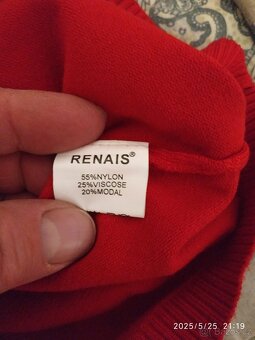 RENAIS®
55%NYLON
25%VISCOSE
20%MODAL
2025/5/25 21:19